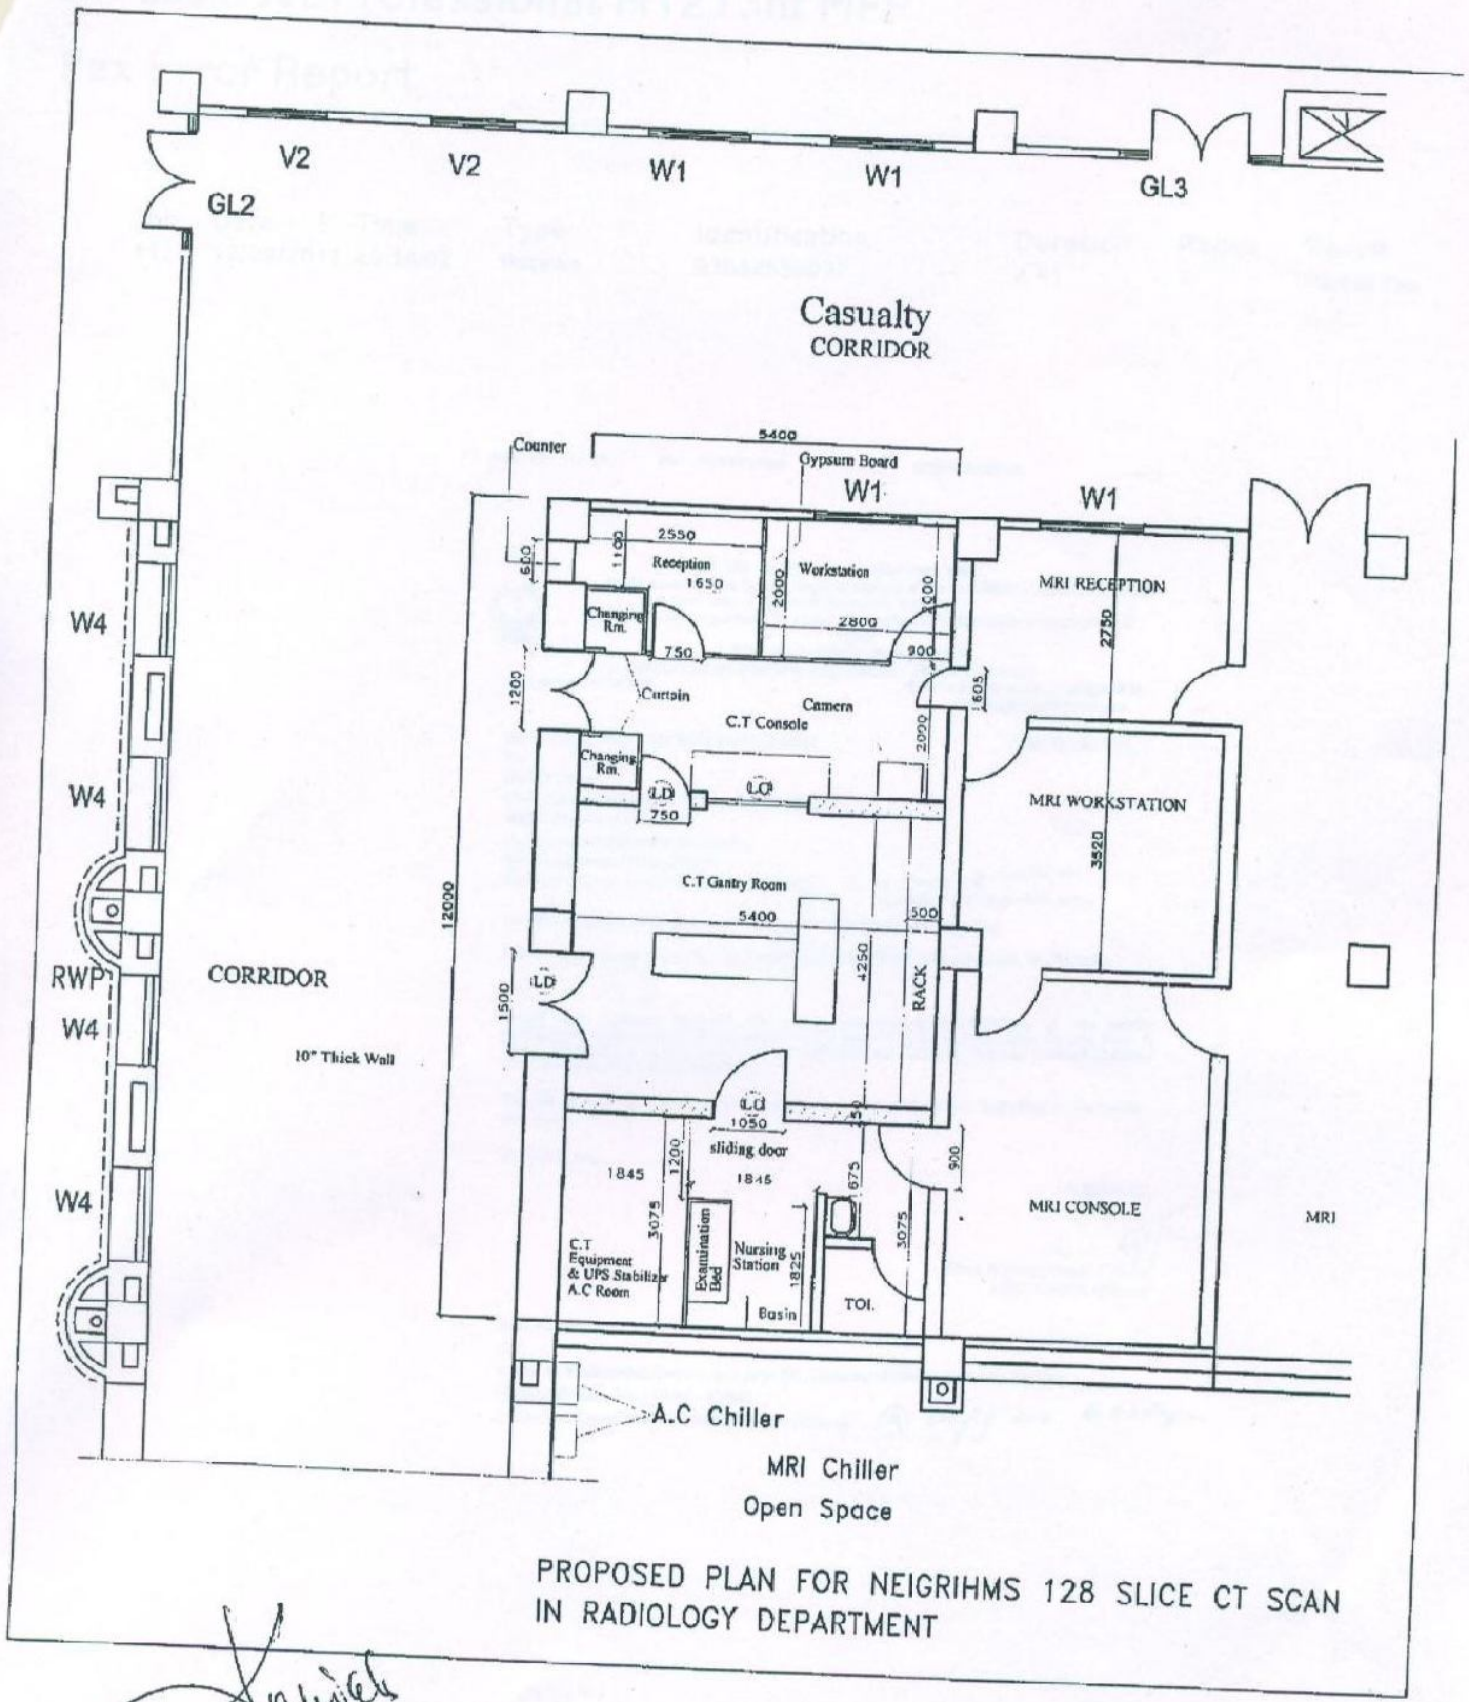 V2
V2
W1
W1
GL3
GL2
Casualty
CORRIDOR
Counter
5400
Gypsum Board
W1
W1
2550
1100
600
Reception
1650
Workstation
2000
2000
2800
MRI RECEPTION
2750
Changing
Rm.
750
900
W4
1200
Curtain
Camera
C.T Console
1605
2000
Changing
Rm.
LD
LG
750
MRI WORKSTATION
3520
W4
C.T Gantry Room
5400
500
12000
4250
RACK
RWP
CORRIDOR
LD
1500
W4
10" Thick Wall
1050
sliding door
1845
1200
1845
675
900
W4
3075
3075
MRI CONSOLE
MRI
C.T
Equipment
& UPS Stabilizer
A.C Room
Examination
Bed
Nursing
Station
1825
Basin
TOI.
A.C Chiller
MRI Chiller
Open Space
PROPOSED PLAN FOR NEIGRIHMS 128 SLICE CT SCAN
IN RADIOLOGY DEPARTMENT